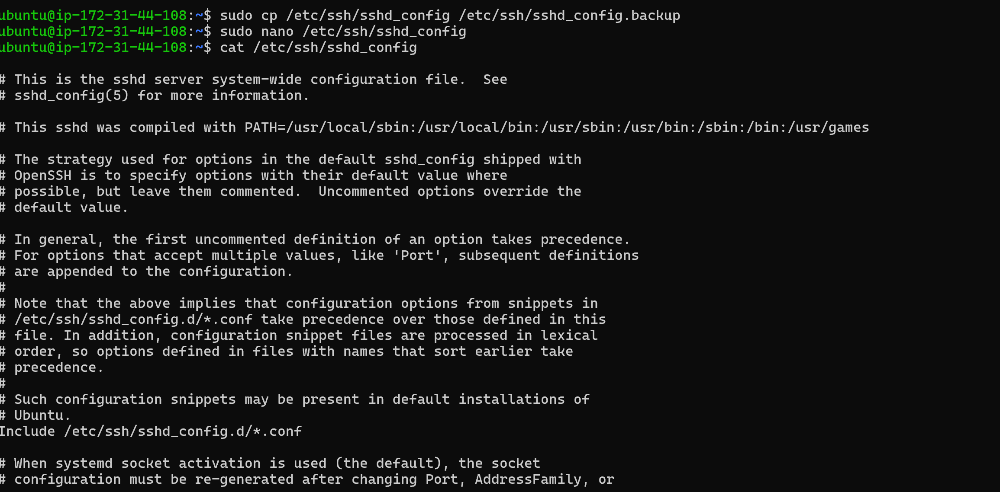 ubuntu@ip-172-31-44-108:~$ sudo cp /etc/ssh/sshd_config /etc/ssh/sshd_config.backup
ubuntu@ip-172-31-44-108:~$ sudo nano /etc/ssh/sshd_config
ubuntu@ip-172-31-44-108:~$ cat /etc/ssh/sshd_config

# This is the sshd server system-wide configuration file.  See
# sshd_config(5) for more information.

# This sshd was compiled with PATH=/usr/local/sbin:/usr/local/bin:/usr/sbin:/usr/bin:/sbin:/bin:/usr/games

# The strategy used for options in the default sshd_config shipped with
# OpenSSH is to specify options with their default value where
# possible, but leave them commented.  Uncommented options override the
# default value.

# In general, the first uncommented definition of an option takes precedence.
# For options that accept multiple values, like 'Port', subsequent definitions
# are appended to the configuration.
#
# Note that the above implies that configuration options from snippets in
# /etc/ssh/sshd_config.d/*.conf take precedence over those defined in this
# file. In addition, configuration snippet files are processed in lexical
# order, so options defined in files with names that sort earlier take
# precedence.
#
# Such configuration snippets may be present in default installations of
# Ubuntu.
Include /etc/ssh/sshd_config.d/*.conf

# When systemd socket activation is used (the default), the socket
# configuration must be re-generated after changing Port, AddressFamily, or